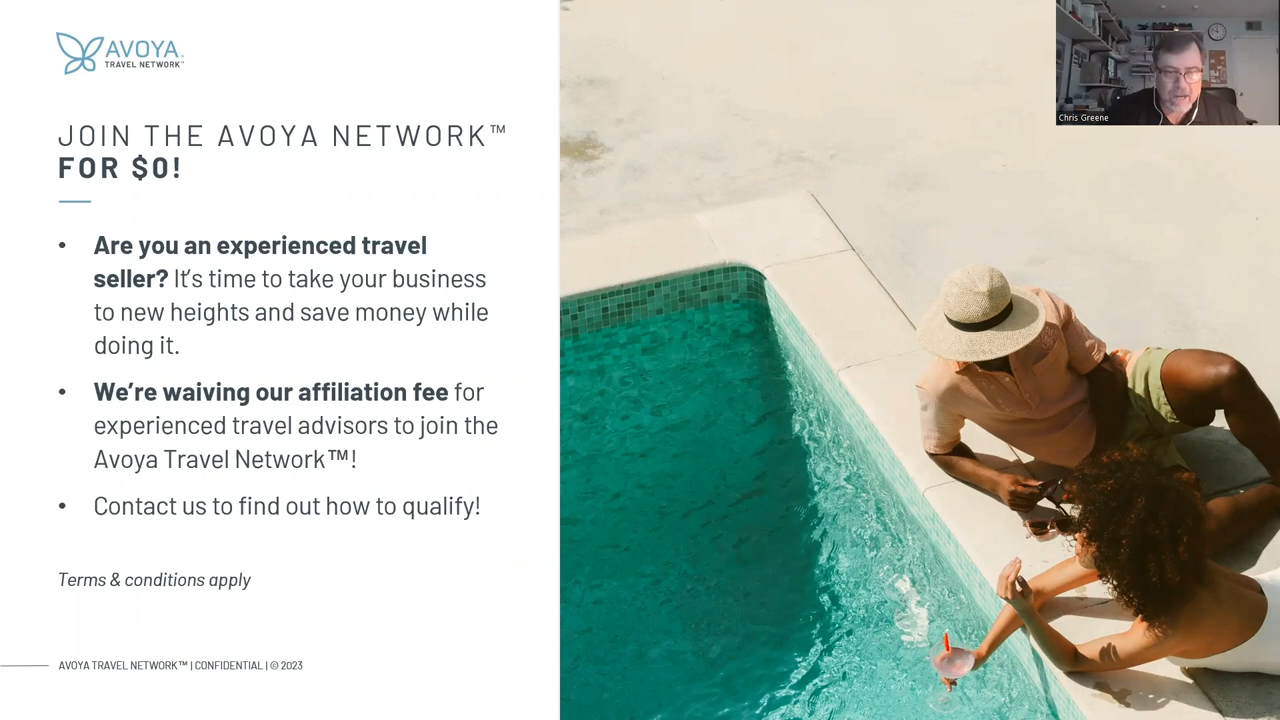 AVOYA
TRAVEL NETWORK™
JOIN THE AVOYA NETWORK™
FOR $0!
• Are you an experienced travel
seller? It's time to take your business
to new heights and save money while
doing it.
• We're waiving our affiliation fee for
experienced travel advisors to join the
Avoya Travel Network™!
• Contact us to find out how to qualify!
Terms & conditions apply
AVOYA TRAVEL NETWORK™ | CONFIDENTIAL | © 2023
Chris Greene